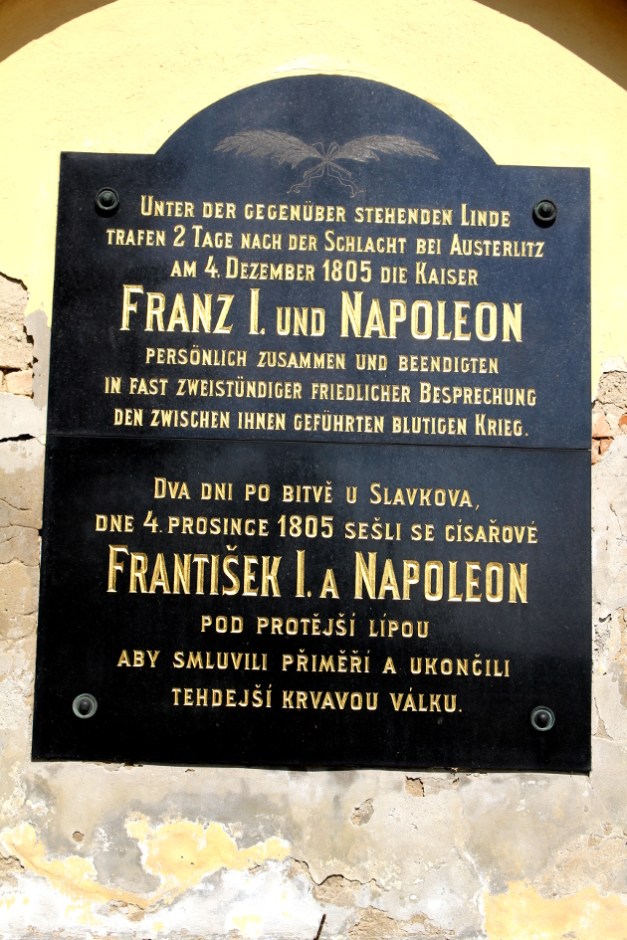 Unter der gegenüber stehenden Linde
trafen 2 Tage nach der Schlacht bei Austerlitz
am 4. Dezember 1805 die Kaiser
Franz I. und Napoleon
persönlich zusammen und beendigten
in fast zweistündiger friedlicher Besprechung
den zwischen ihnen geführten blutigen Krieg.
Dva dni po bitvě u Slavkova,
dne 4. prosince 1805 sešli se císařové
František I. a Napoleon
pod protější lípou
aby smluvili příměří a ukončili
tehdejší krvavou válku.